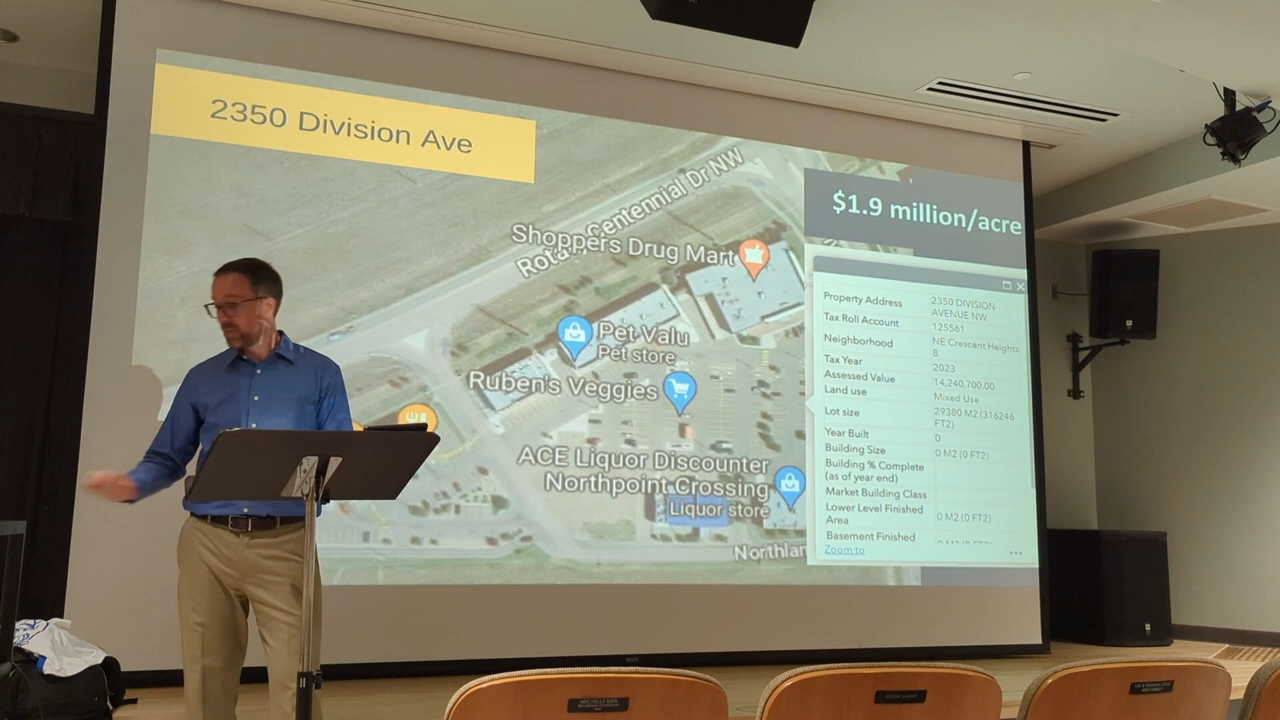 2350 Division Ave
$1.9 million/acre
Centennial Dr NW
Shoppers Drug Mart
Pet Valu
Pet store
Ruben's Veggies
ACE Liquor Discounter
Northpoint Crossing
Liquor store
Property Address 2350 DIVISION
AVENUE NW
Tax Roll Account 125561
Neighborhood NE Crescent Heights
8
Tax Year 2023
Assessed Value 14,240,700.00
Land use Mixed Use
Lot size 29380 M2 (316246
FT2)
Year Built 0
Building Size 0 M2 (0 FT2)
Building % Complete
(as of year end)
Market Building Class
Lower Level Finished
Area 0 M2 (0 FT2)
Basement Finished
Zoom to